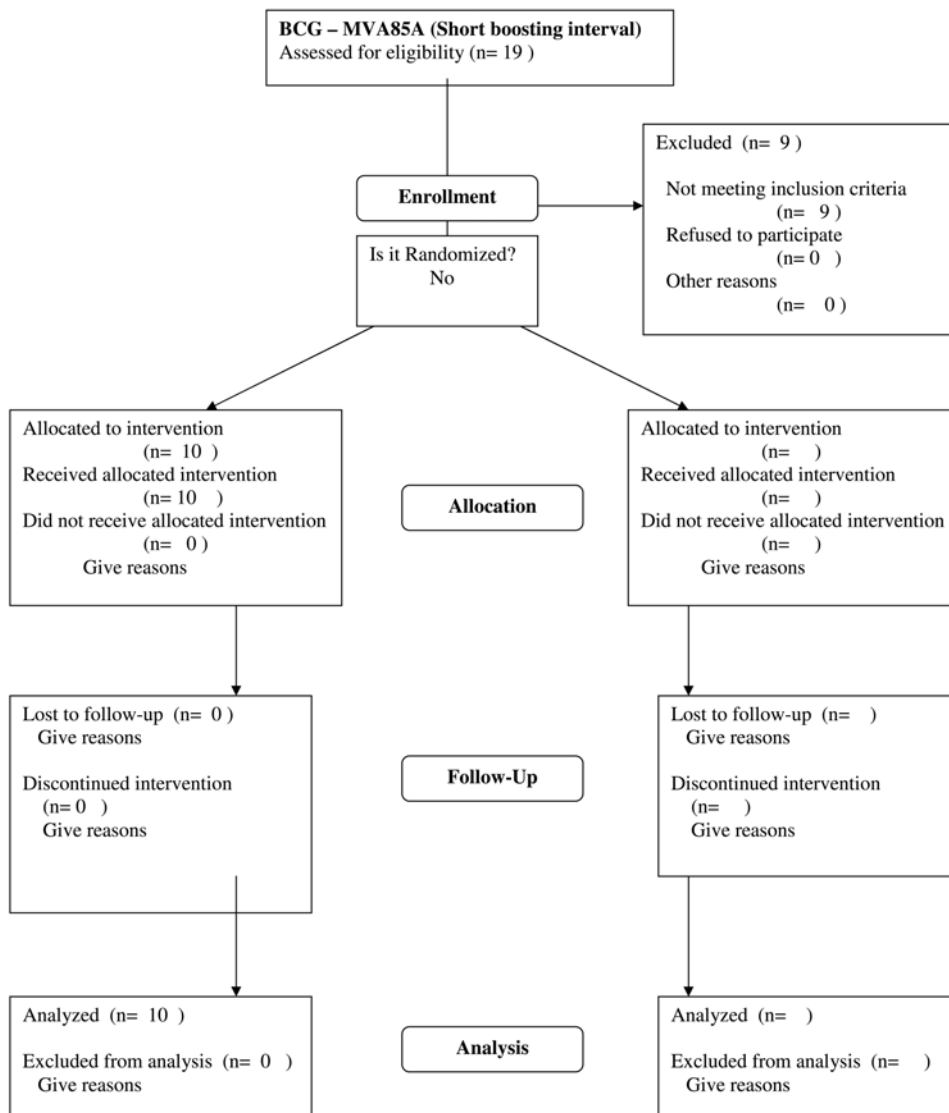 BCG – MVA85A (Short boosting interval)
Assessed for eligibility (n= 19 )
Excluded (n= 9 )
Not meeting inclusion criteria
(n= 9 )
Refused to participate
(n= 0 )
Other reasons
(n= 0 )
Enrollment
Is it Randomized?
No
Allocated to intervention
(n= 10 )
Received allocated intervention
(n= 10 )
Did not receive allocated intervention
(n= 0 )
Give reasons
Allocation
Allocated to intervention
(n= )
Received allocated intervention
(n= )
Did not receive allocated intervention
(n= )
Give reasons
Lost to follow-up (n= 0 )
Give reasons
Discontinued intervention
(n= 0 )
Give reasons
Follow-Up
Lost to follow-up (n= )
Give reasons
Discontinued intervention
(n= )
Give reasons
Analyzed (n= 10 )
Excluded from analysis (n= 0 )
Give reasons
Analysis
Analyzed (n= )
Excluded from analysis (n= )
Give reasons